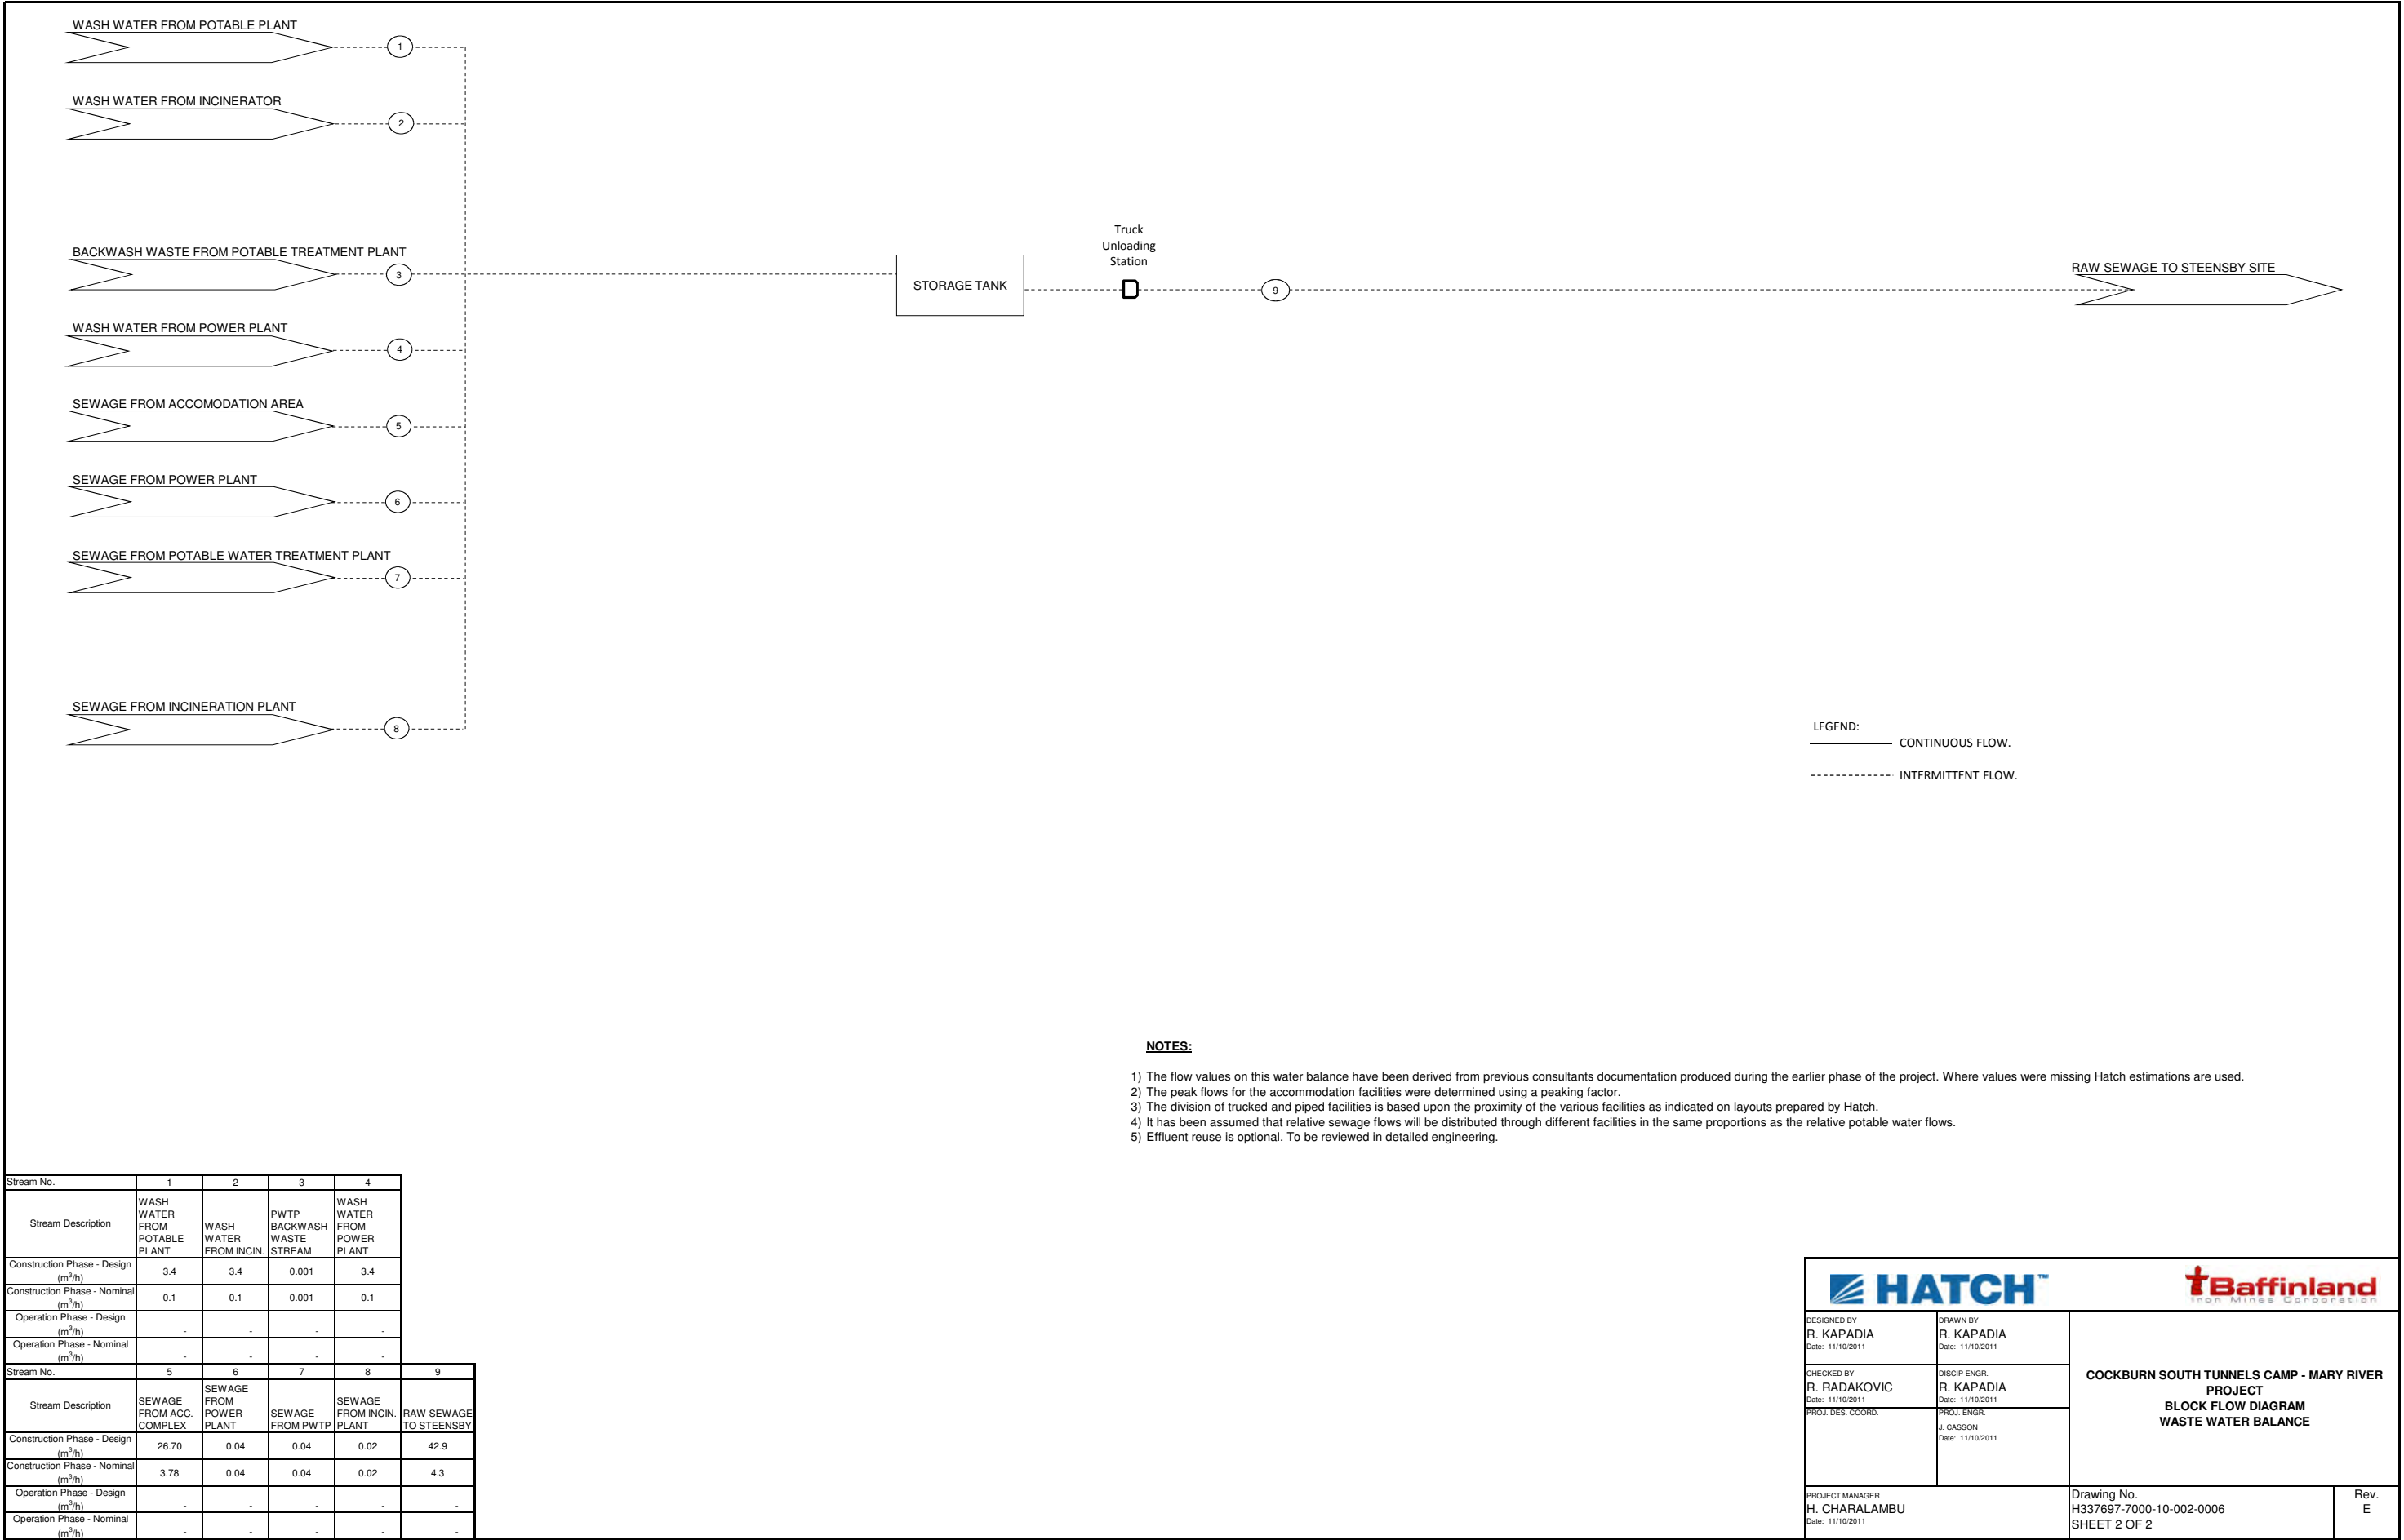 WASH WATER FROM POTABLE PLANT
1
WASH WATER FROM INCINERATOR
2
BACKWASH WASTE FROM POTABLE TREATMENT PLANT
3
WASH WATER FROM POWER PLANT
4
SEWAGE FROM ACCOMODATION AREA
5
SEWAGE FROM POWER PLANT
6
SEWAGE FROM POTABLE WATER TREATMENT PLANT
7
SEWAGE FROM INCINERATION PLANT
8
STORAGE TANK
Truck
Unloading
Station
9
RAW SEWAGE TO STEENSBY SITE
LEGEND:
CONTINUOUS FLOW.
INTERMITTENT FLOW.
NOTES:
1) The flow values on this water balance have been derived from previous consultants documentation produced during the earlier phase of the project. Where values were missing Hatch estimations are used.
2) The peak flows for the accommodation facilities were determined using a peaking factor.
3) The division of trucked and piped facilities is based upon the proximity of the various facilities as indicated on layouts prepared by Hatch.
4) It has been assumed that relative sewage flows will be distributed through different facilities in the same proportions as the relative potable water flows.
5) Effluent reuse is optional. To be reviewed in detailed engineering.
Stream No. 1 2 3 4
Stream Description
WASH
WATER
FROM
POTABLE
PLANT
WASH
WATER
FROM INCIN.
PWTP
BACKWASH
WASTE
STREAM
WASH
WATER
FROM
POWER
PLANT
Construction Phase - Design
(m³/h)
3.4 3.4 0.001 3.4
Construction Phase - Nominal
(m³/h)
0.1 0.1 0.001 0.1
Operation Phase - Design
(m³/h)
- - - -
Operation Phase - Nominal
(m³/h)
- - - -
Stream No. 5 6 7 8 9
Stream Description
SEWAGE
FROM ACC.
COMPLEX
SEWAGE
FROM
POWER
PLANT
SEWAGE
FROM PWTP
SEWAGE
FROM INCIN.
PLANT
RAW SEWAGE
TO STEENSBY
Construction Phase - Design
(m³/h)
26.70 0.04 0.04 0.02 42.9
Construction Phase - Nominal
(m³/h)
3.78 0.04 0.04 0.02 4.3
Operation Phase - Design
(m³/h)
- - - - -
Operation Phase - Nominal
(m³/h)
- - - - -
HATCH™
Baffinland
Iron Mines Corporation
DESIGNED BY
R. KAPADIA
Date: 11/10/2011
DRAWN BY
R. KAPADIA
Date: 11/10/2011
CHECKED BY
R. RADAKOVIC
Date: 11/10/2011
DISCIP ENGR.
R. KAPADIA
Date: 11/10/2011
PROJ. DES. COORD.
PROJ. ENGR.
J. CASSON
Date: 11/10/2011
COCKBURN SOUTH TUNNELS CAMP - MARY RIVER
PROJECT
BLOCK FLOW DIAGRAM
WASTE WATER BALANCE
PROJECT MANAGER
H. CHARALAMBU
Date: 11/10/2011
Drawing No.
H337697-7000-10-002-0006
SHEET 2 OF 2
Rev.
E